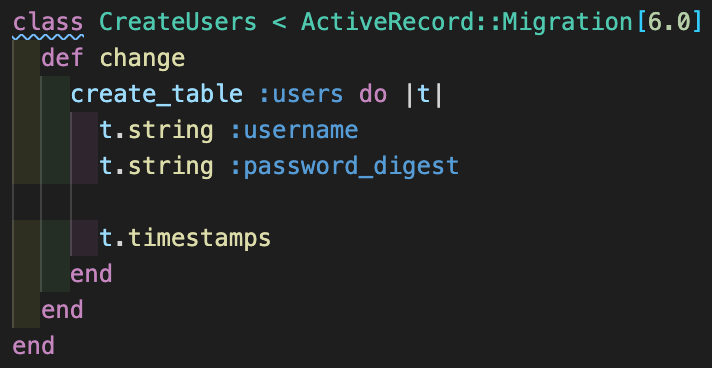 class CreateUsers < ActiveRecord::Migration[6.0]
  def change
    create_table :users do |t|
      t.string :username
      t.string :password_digest

      t.timestamps
    end
  end
end